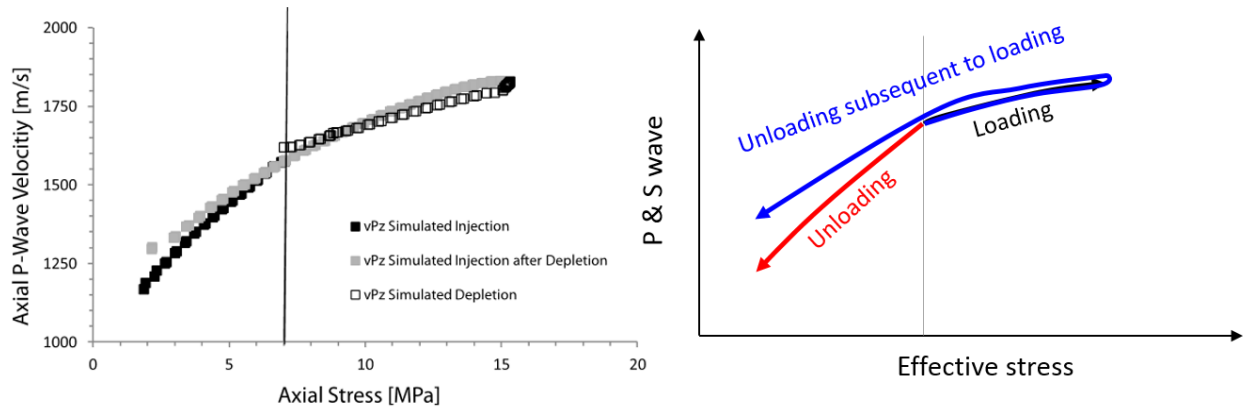 2000
1750
1500
1250
1000
Axial P-Wave Velocitiy [m/s]
0
5
10
15
20
Axial Stress [MPa]
vPz Simulated Injection
vPz Simulated Injection after Depletion
vPz Simulated Depletion
P & S wave
Unloading subsequent to loading
Loading
Unloading
Effective stress